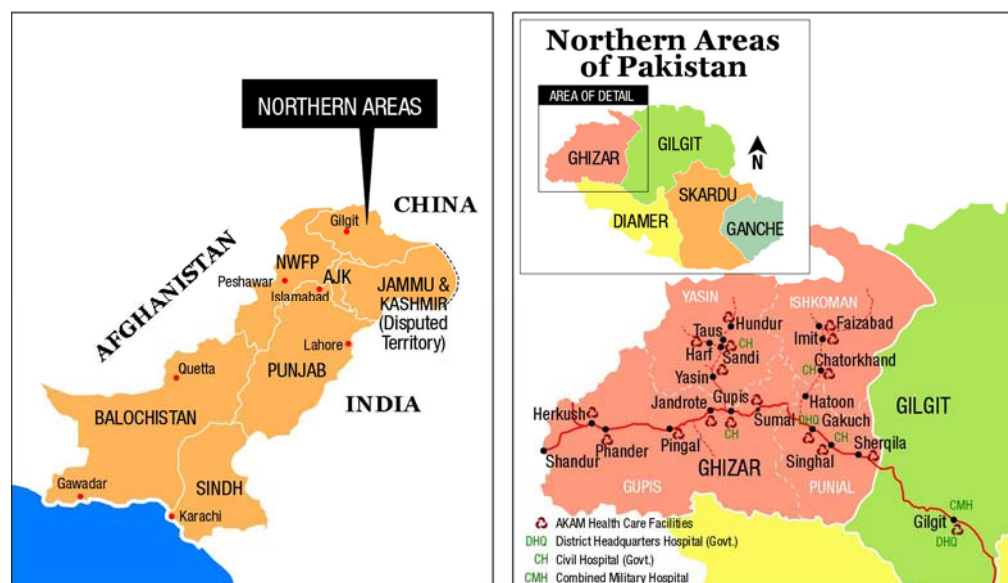 NORTHERN AREAS
CHINA
Gilgit
AFGHANISTAN
NWFP
AJK
Peshawar
Islamabad
JAMMU &
KASHMIR
(Disputed
Territory)
Lahore
Quetta
PUNJAB
INDIA
BALOCHISTAN
SINDH
Gawadar
Karachi
Northern Areas
of Pakistan
AREA OF DETAIL
GHIZAR
GILGIT
N
SKARDU
DIAMER
GANCHE
YASIN
ISHKOMAN
Hundur
Faizabad
Taus
Imit
CH
Harf
Sandi
Chatorkhand
CH
Yasin
Hatoon
Jandrote
Gupis
GILGIT
Herkush
Sumal
DHQ
Gakuch
CH
CH
Sherqila
Shandur
Phander
Pingal
Singhal
GHIZAR
GUPIS
PUNIAL
CMH
Gilgit
DHQ
AKAM Health Care Facilities
DHQ District Headquarters Hospital (Govt.)
CH Civil Hospital (Govt.)
CMH Combined Military Hospital